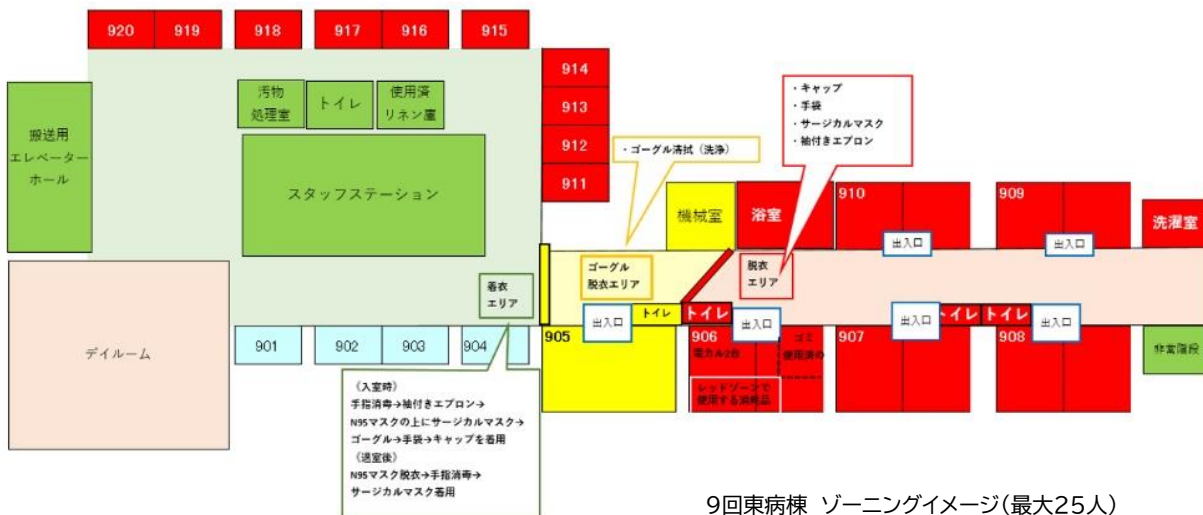 920 919 918 917 916 915
914
913
912
911
搬送用
エレベーター
ホール
汚物
処理室
トイレ
使用済
リネン庫
スタッフステーション
・ゴーグル清拭(洗浄)
・キャップ
・手袋
・サージカルマスク
・袖付きエプロン
機械室
浴室
910
909
洗濯室
出入口
出入口
着衣
エリア
ゴーグル
脱衣エリア
脱衣
エリア
デイルーム
901 902 903 904
905
出入口
トイレ
トイレ
906
電カル2台
出入口
ゴミ
使用済の
レッドゾーンで
使用する消耗品
907
出入口
トイレ
トイレ
908
出入口
非常階段
《入室時》
手指消毒→袖付きエプロン→
N95マスクの上にサージカルマスク→
ゴーグル→手袋→キャップを着用
《退室後》
N95マスク脱衣→手指消毒→
サージカルマスク着用
9回東病棟 ゾーニングイメージ(最大25人)